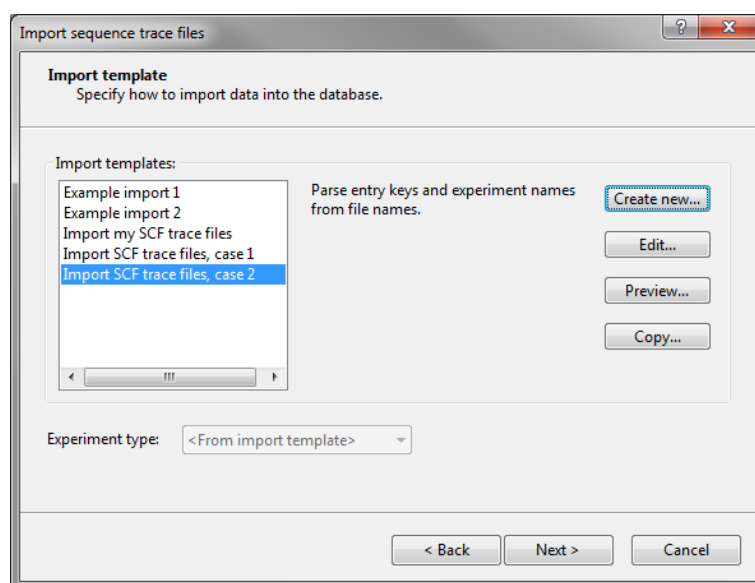 Import sequence trace files
?
Import template
Specify how to import data into the database.
Import templates:
Example import 1
Example import 2
Import my SCF trace files
Import SCF trace files, case 1
Import SCF trace files, case 2
Parse entry keys and experiment names
from file names.
Create new...
Edit...
Preview...
Copy...
Experiment type:
<From import template>
< Back
Next >
Cancel